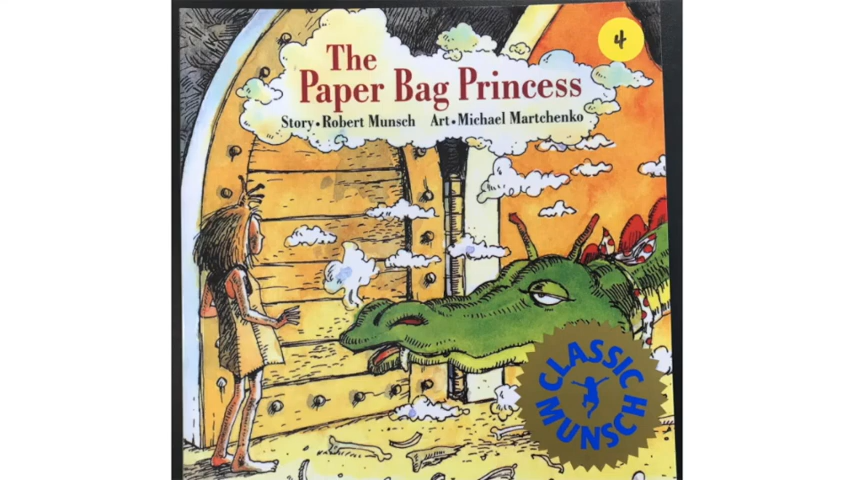 4
The
Paper Bag Princess
Story • Robert Munsch Art • Michael Martchenko
CLASSIC
MUNSCH